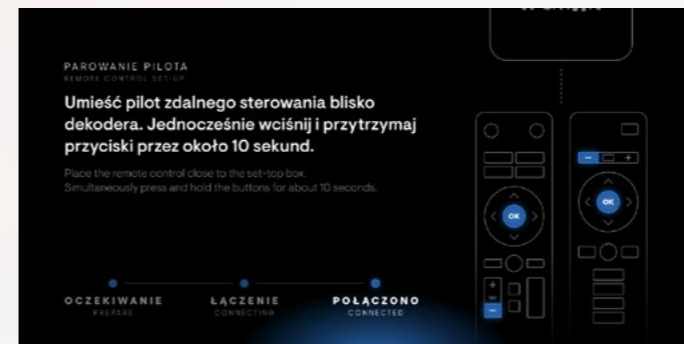 PAROWANIE PILOTA
REMOTE CONTROL SET-UP
Umieść pilot zdalnego sterowania blisko
dekodera. Jednocześnie wciśnij i przytrzymaj
przyciski przez około 10 sekund.
Place the remote control close to the set-top box.
Simultaneously press and hold the buttons for about 10 seconds.
- +
OK OK
+
-
OCZEKIWANIE ŁĄCZENIE POŁĄCZONO
PREPARE CONNECTING CONNECTED